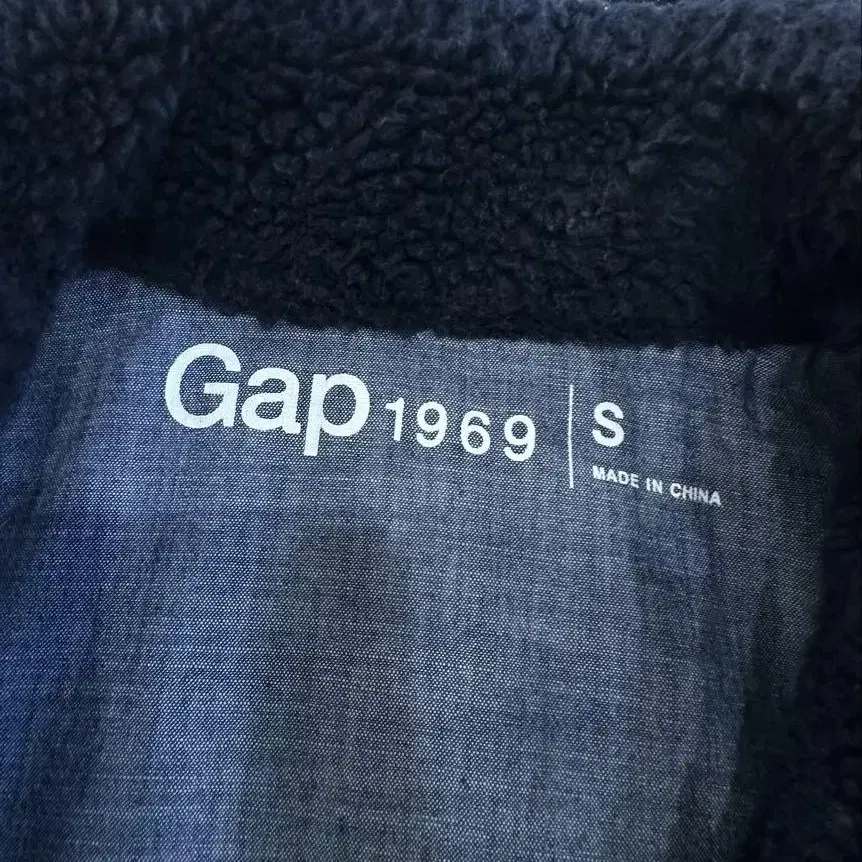 Gap 1969 | S
MADE IN CHINA